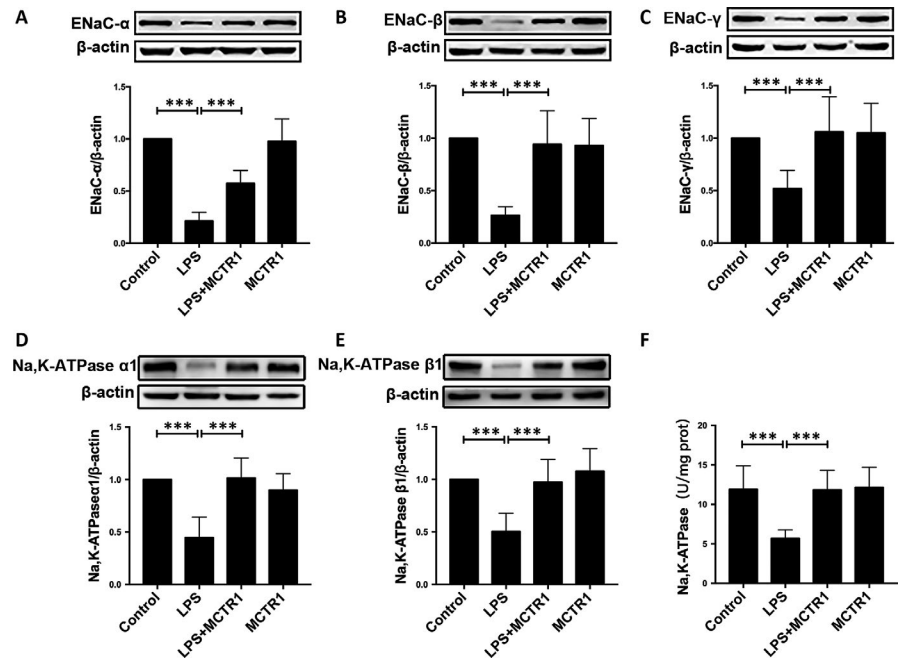 A
ENaC-α
β-actin
1.5
1.0
0.5
0.0
ENaC-α/β-actin
***
***
Control
LPS
LPS+MCTR1
MCTR1
B
ENaC-β
β-actin
1.5
1.0
0.5
0.0
ENaC-β/β-actin
***
***
Control
LPS
LPS+MCTR1
MCTR1
C
ENaC-γ
β-actin
1.5
1.0
0.5
0.0
ENaC-γ/β-actin
***
***
Control
LPS
LPS+MCTR1
MCTR1
D
Na,K-ATPase α1
β-actin
1.5
1.0
0.5
0.0
Na,K-ATPaseα1/β-actin
***
***
Control
LPS
LPS+MCTR1
MCTR1
E
Na,K-ATPase β1
β-actin
1.5
1.0
0.5
0.0
Na,K-ATPase β1/β-actin
***
***
Control
LPS
LPS+MCTR1
MCTR1
F
20
15
10
5
0
Na,K-ATPase (U/mg prot)
***
***
Control
LPS
LPS+MCTR1
MCTR1